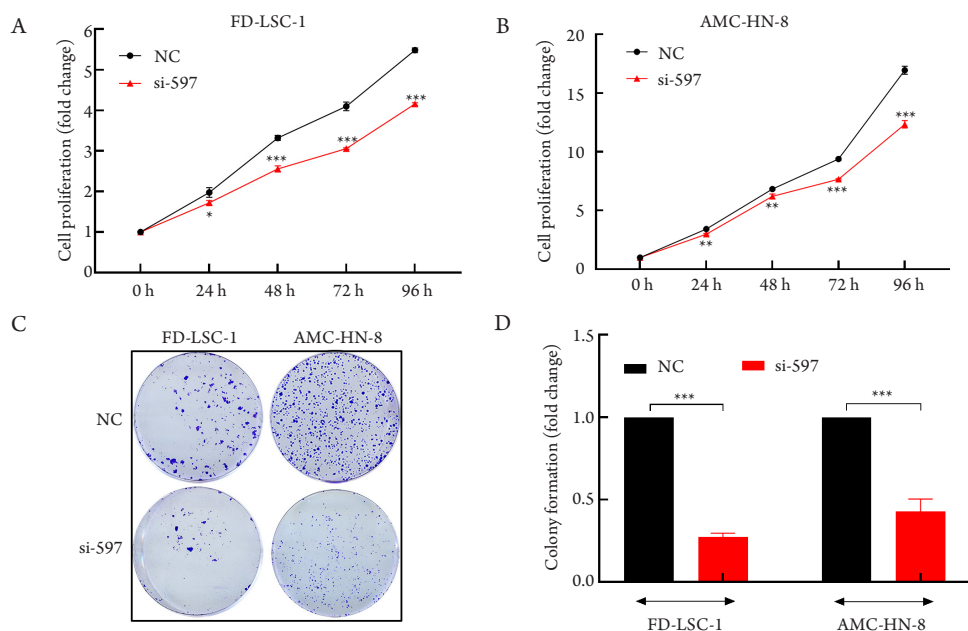 A
FD-LSC-1
Cell proliferation (fold change)
6
5
4
3
2
1
0
NC
si-597
*
***
***
***
0 h
24 h
48 h
72 h
96 h
B
AMC-HN-8
Cell proliferation (fold change)
20
15
10
5
0
NC
si-597
**
**
***
***
0 h
24 h
48 h
72 h
96 h
C
FD-LSC-1
AMC-HN-8
NC
si-597
D
Colony formation (fold change)
1.5
1.0
0.5
0.0
NC
si-597
***
***
FD-LSC-1
AMC-HN-8